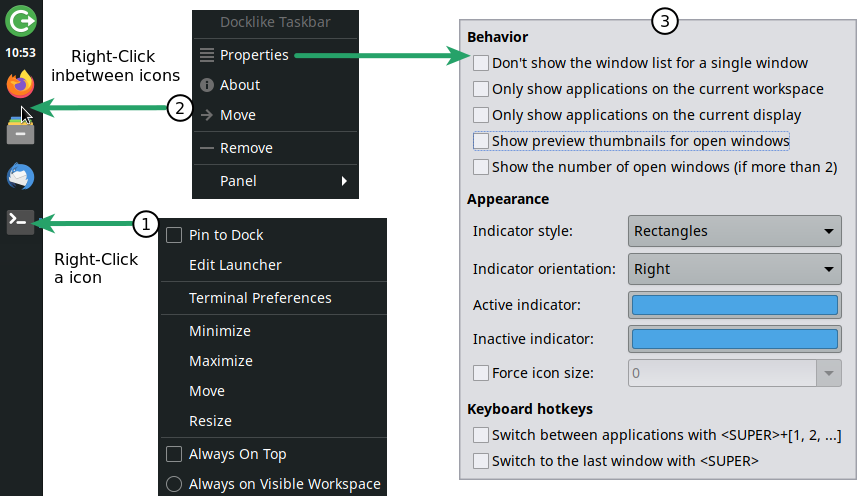 10:53
Right-Click
inbetween icons
2
Docklike Taskbar
Properties
About
Move
Remove
Panel
1
Right-Click
a icon
Pin to Dock
Edit Launcher
Terminal Preferences
Minimize
Maximize
Move
Resize
Always On Top
Always on Visible Workspace
3
Behavior
Don't show the window list for a single window
Only show applications on the current workspace
Only show applications on the current display
Show preview thumbnails for open windows
Show the number of open windows (if more than 2)
Appearance
Indicator style: Rectangles
Indicator orientation: Right
Active indicator:
Inactive indicator:
Force icon size: 0
Keyboard hotkeys
Switch between applications with <SUPER>+[1, 2, ...]
Switch to the last window with <SUPER>